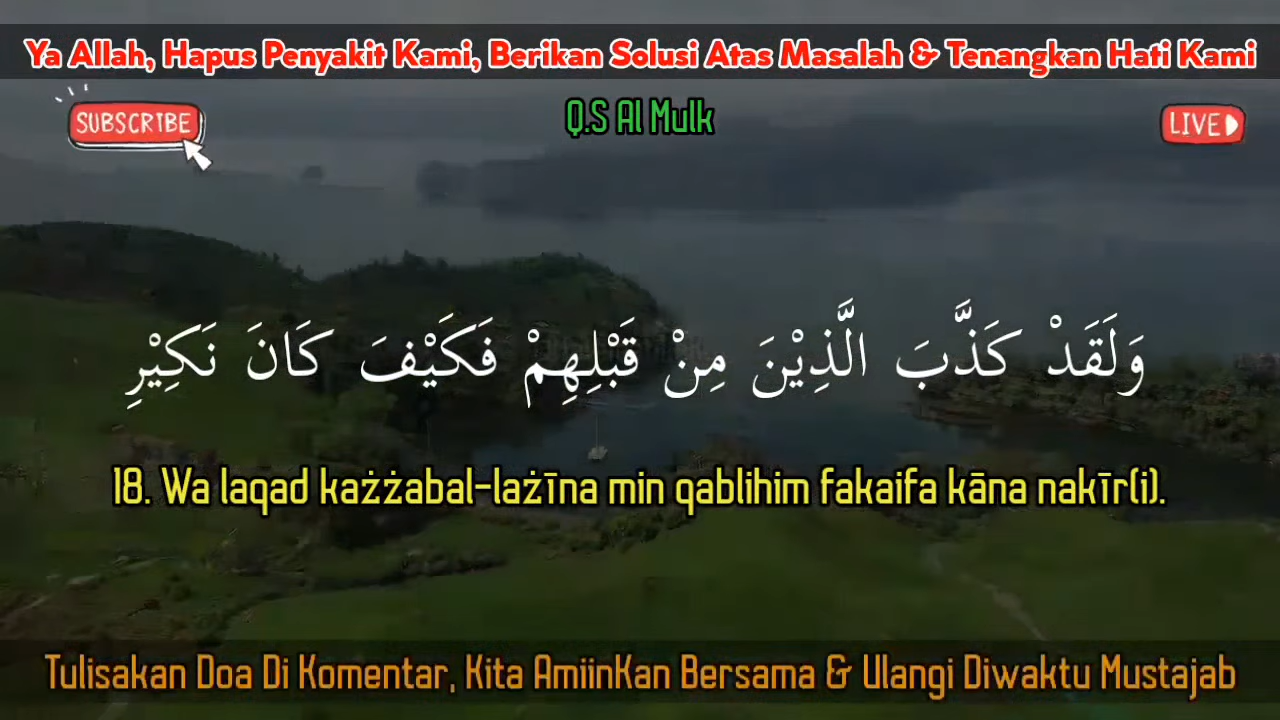 Ya Allah, Hapus Penyakit Kami, Berikan Solusi Atas Masalah & Tenangkan Hati Kami
SUBSCRIBE
Q.S Al Mulk
LIVE
وَلَقَدْ كَذَّبَ الَّذِيْنَ مِنْ قَبْلِهِمْ فَكَيْفَ كَانَ نَكِيْرِ
18. Wa laqad każżabal-lażīna min qablihim fakaifa kāna nakīr(i).
Tulisakan Doa Di Komentar, Kita AmiinKan Bersama & Ulangi Diwaktu Mustajab